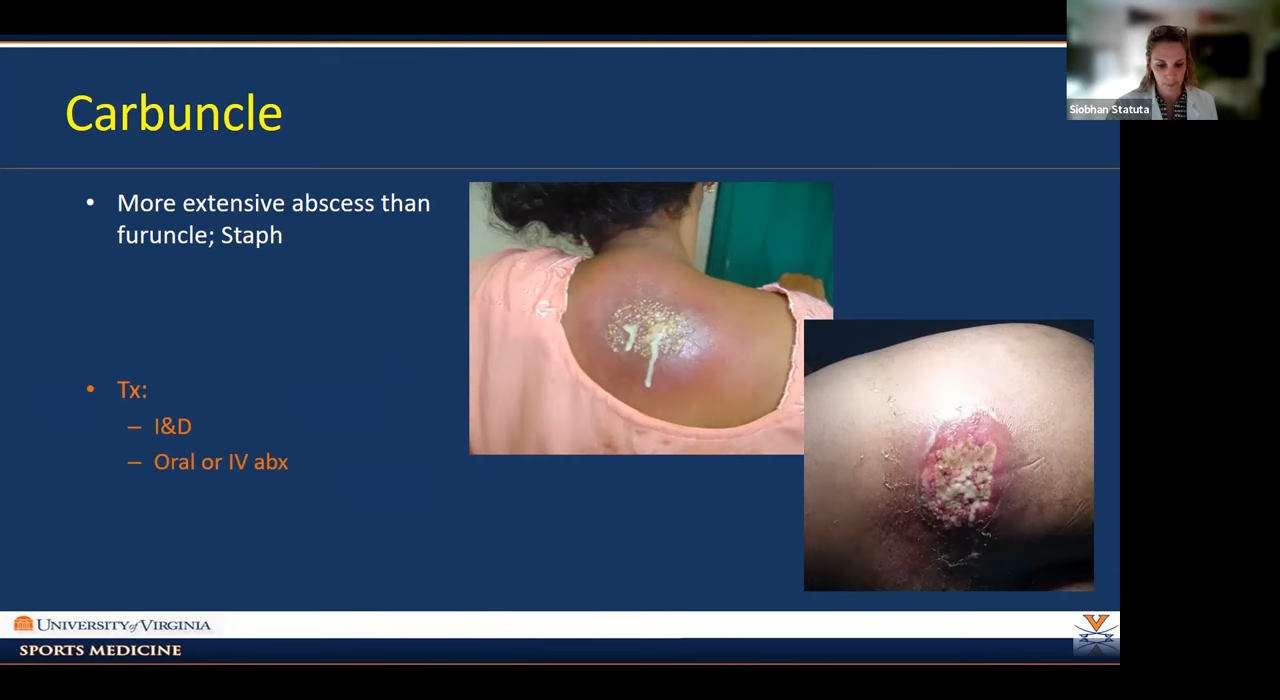 Carbuncle
Siobhan Statuta
• More extensive abscess than
furuncle; Staph
• Tx:
– I&D
– Oral or IV abx
UNIVERSITY of VIRGINIA
SPORTS MEDICINE